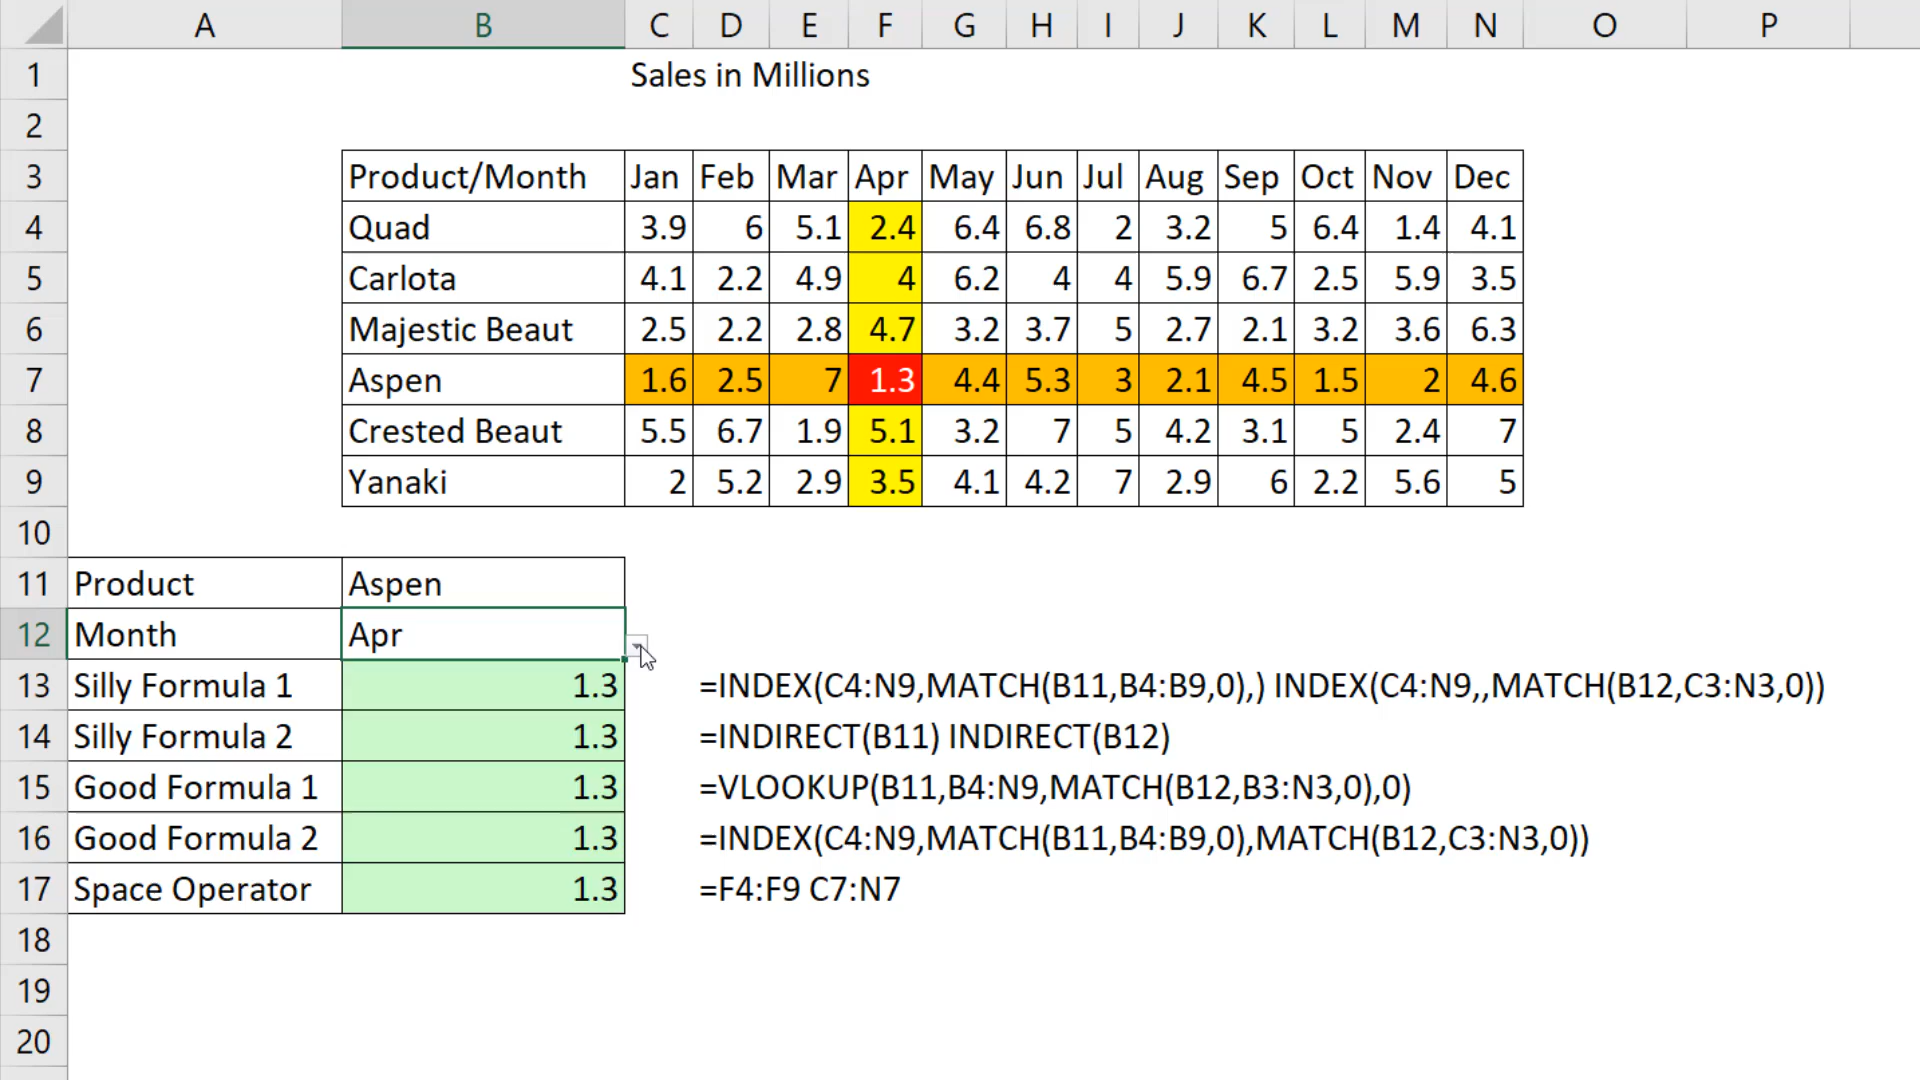 A B C D E F G H I J K L M N O P
1 Sales in Millions
2
3 Product/Month Jan Feb Mar Apr May Jun Jul Aug Sep Oct Nov Dec
4 Quad 3.9 6 5.1 2.4 6.4 6.8 2 3.2 5 6.4 1.4 4.1
5 Carlota 4.1 2.2 4.9 4 6.2 4 4 5.9 6.7 2.5 5.9 3.5
6 Majestic Beaut 2.5 2.2 2.8 4.7 3.2 3.7 5 2.7 2.1 3.2 3.6 6.3
7 Aspen 1.6 2.5 7 1.3 4.4 5.3 3 2.1 4.5 1.5 2 4.6
8 Crested Beaut 5.5 6.7 1.9 5.1 3.2 7 5 4.2 3.1 5 2.4 7
9 Yanaki 2 5.2 2.9 3.5 4.1 4.2 7 2.9 6 2.2 5.6 5
10
11 Product Aspen
12 Month Apr
13 Silly Formula 1 1.3 =INDEX(C4:N9,MATCH(B11,B4:B9,0),) INDEX(C4:N9,,MATCH(B12,C3:N3,0))
14 Silly Formula 2 1.3 =INDIRECT(B11) INDIRECT(B12)
15 Good Formula 1 1.3 =VLOOKUP(B11,B4:N9,MATCH(B12,B3:N3,0),0)
16 Good Formula 2 1.3 =INDEX(C4:N9,MATCH(B11,B4:B9,0),MATCH(B12,C3:N3,0))
17 Space Operator 1.3 =F4:F9 C7:N7
18
19
20